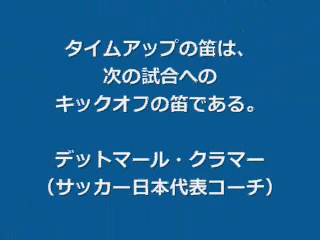 タイムアップの笛は、
次の試合への
キックオフの笛である。
デットマール・クラマー
（サッカー日本代表コーチ）